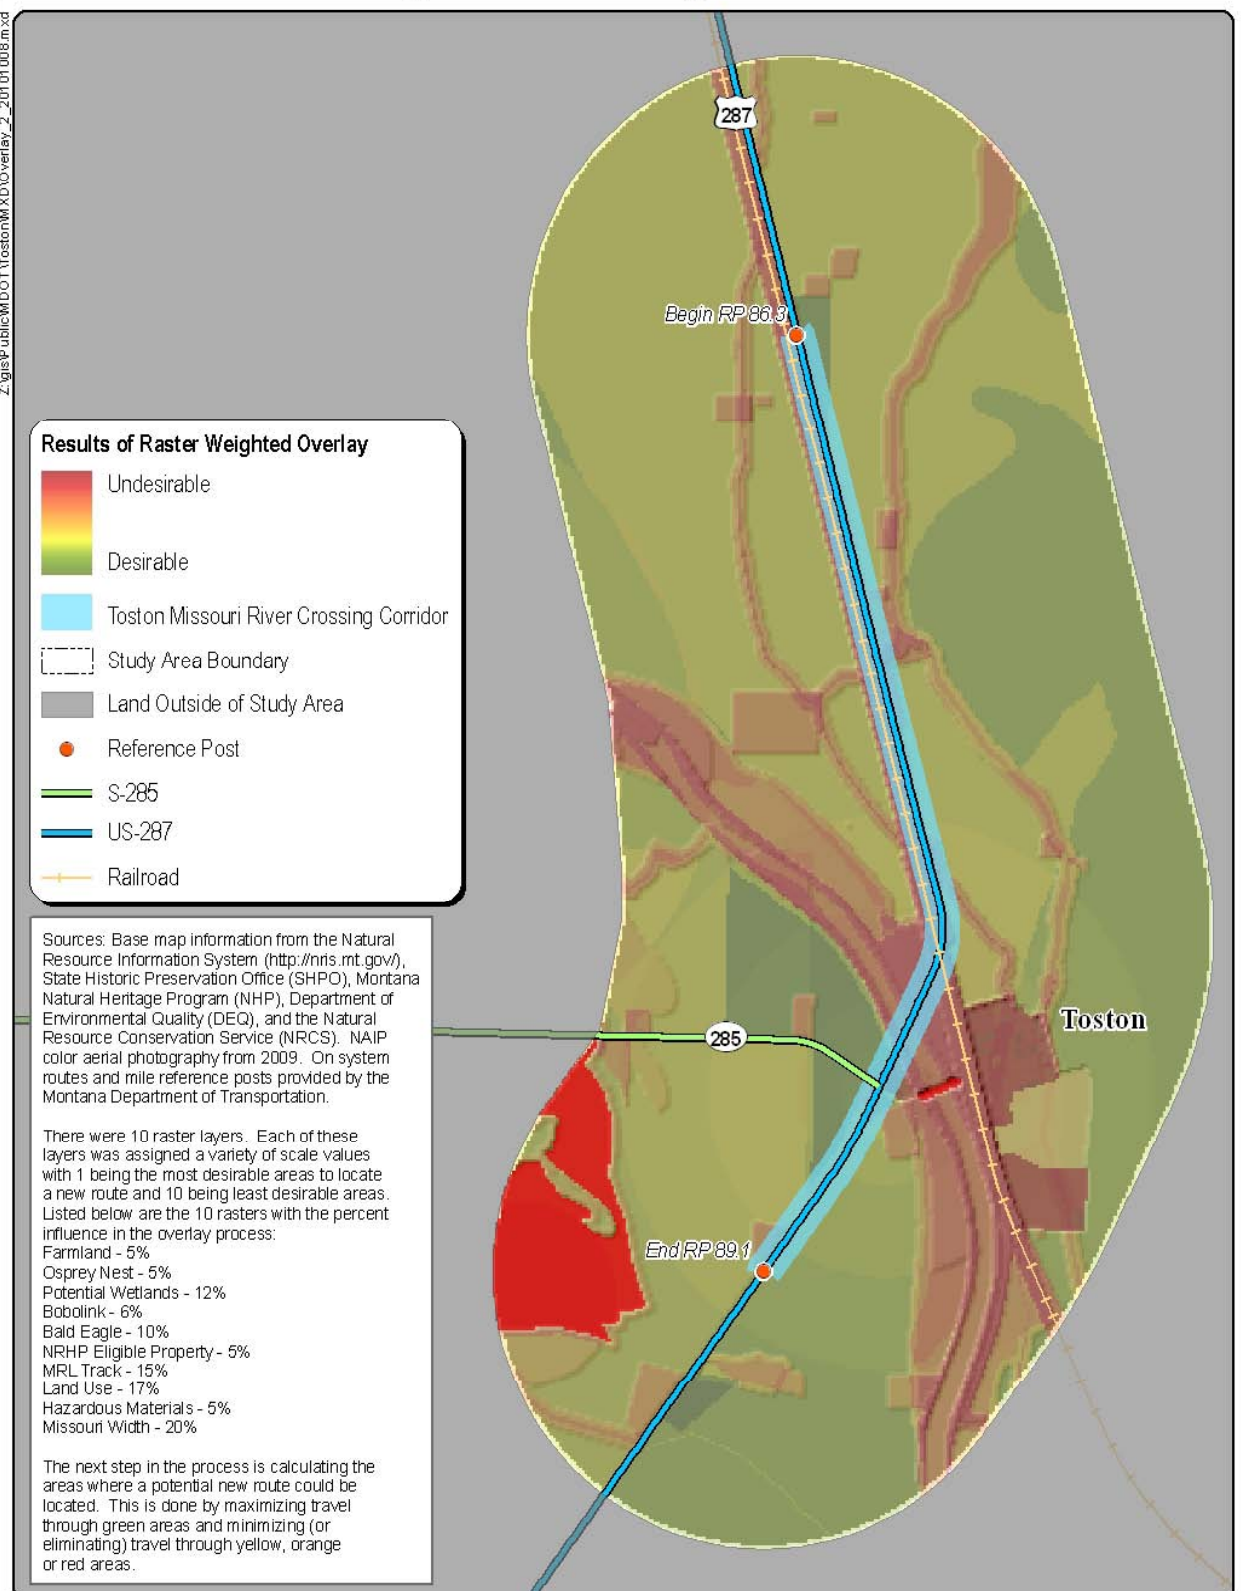 Z:\gis\Public\MDOT\Toston\MXD\Overlay_2_20101008.mxd
287
Begin RP 86.3
Results of Raster Weighted Overlay
Undesirable
Desirable
Toston Missouri River Crossing Corridor
Study Area Boundary
Land Outside of Study Area
Reference Post
S-285
US-287
Railroad
Sources: Base map information from the Natural
Resource Information System (http://nris.mt.gov/),
State Historic Preservation Office (SHPO), Montana
Natural Heritage Program (NHP), Department of
Environmental Quality (DEQ), and the Natural
Resource Conservation Service (NRCS). NAIP
color aerial photography from 2009. On system
routes and mile reference posts provided by the
Montana Department of Transportation.
There were 10 raster layers. Each of these
layers was assigned a variety of scale values
with 1 being the most desirable areas to locate
a new route and 10 being least desirable areas.
Listed below are the 10 rasters with the percent
influence in the overlay process:
Farmland - 5%
Osprey Nest - 5%
Potential Wetlands - 12%
Bobolink - 6%
Bald Eagle - 10%
NRHP Eligible Property - 5%
MRL Track - 15%
Land Use - 17%
Hazardous Materials - 5%
Missouri Width - 20%
The next step in the process is calculating the
areas where a potential new route could be
located. This is done by maximizing travel
through green areas and minimizing (or
eliminating) travel through yellow, orange
or red areas.
Toston
285
End RP 89.1